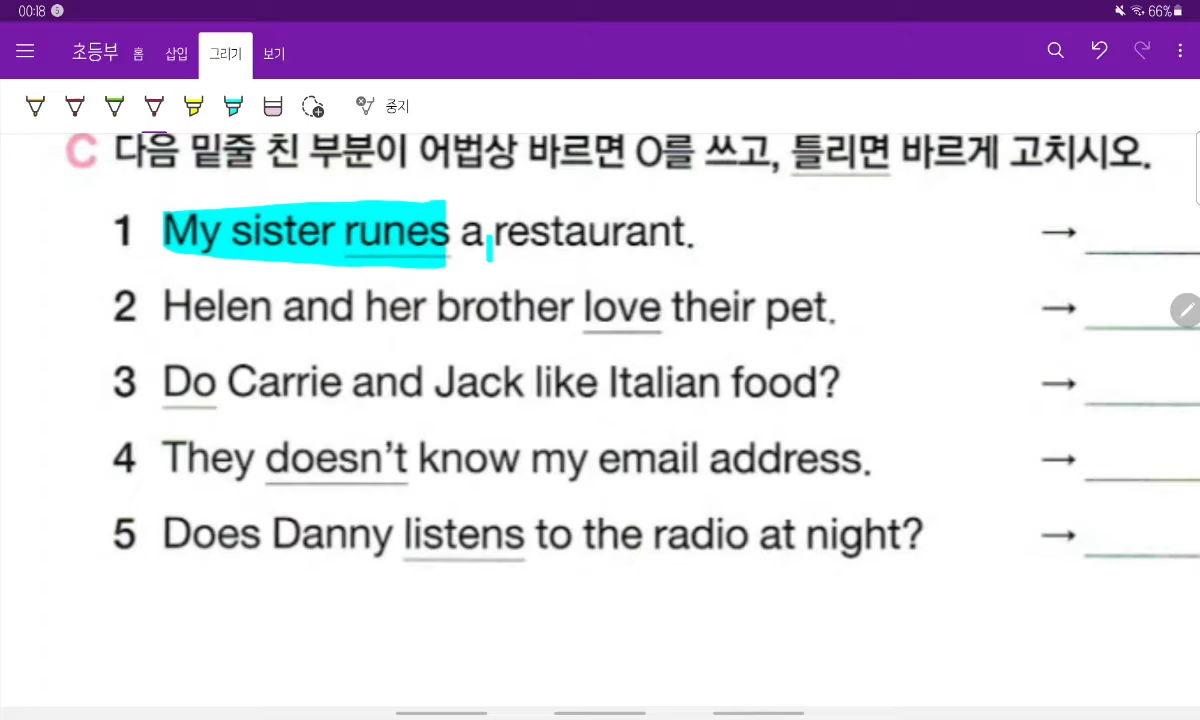 00:18 5 66%
초등부 홈 삽입 그리기 보기
중지
C 다음 밑줄 친 부분이 어법상 바르면 O를 쓰고, 틀리면 바르게 고치시오.
1 My sister runes a restaurant. →
2 Helen and her brother love their pet. →
3 Do Carrie and Jack like Italian food? →
4 They doesn't know my email address. →
5 Does Danny listens to the radio at night? →